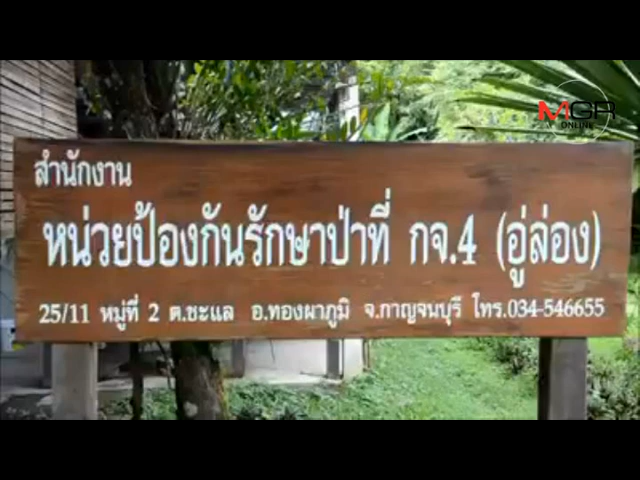 MGR
ONLINE
สำนักงาน
หน่วยป้องกันรักษาป่าที่ กจ.4 (อู่ล่อง)
25/11 หมู่ที่ 2 ต.ชะแล อ.ทองผาภูมิ จ.กาญจนบุรี โทร.034-546655